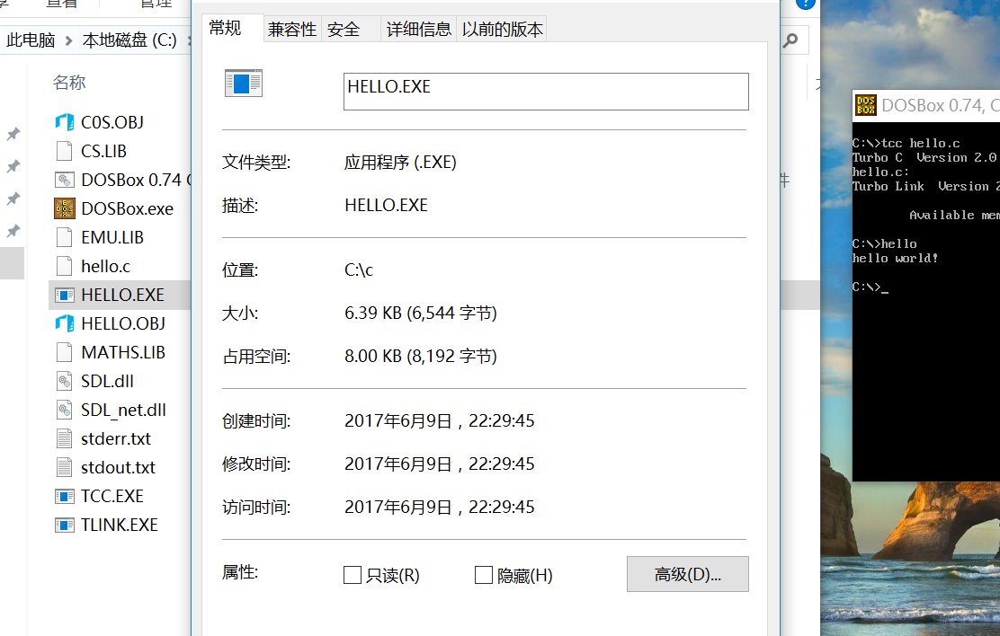 查看
管理
此电脑 > 本地磁盘 (C:) >
名称
C0S.OBJ
CS.LIB
DOSBox 0.74
DOSBox.exe
EMU.LIB
hello.c
HELLO.EXE
HELLO.OBJ
MATHS.LIB
SDL.dll
SDL_net.dll
stderr.txt
stdout.txt
TCC.EXE
TLINK.EXE
常规 兼容性 安全 详细信息 以前的版本
HELLO.EXE
文件类型: 应用程序 (.EXE)
描述: HELLO.EXE
位置: C:\c
大小: 6.39 KB (6,544 字节)
占用空间: 8.00 KB (8,192 字节)
创建时间: 2017年6月9日，22:29:45
修改时间: 2017年6月9日，22:29:45
访问时间: 2017年6月9日，22:29:45
属性: 只读(R) 隐藏(H) 高级(D)...
件
DOSBox 0.74, C
C:\>tcc hello.c
Turbo C  Version 2.0
hello.c:
Turbo Link  Version 2
Available mem
C:\>hello
hello world!
C:\>_